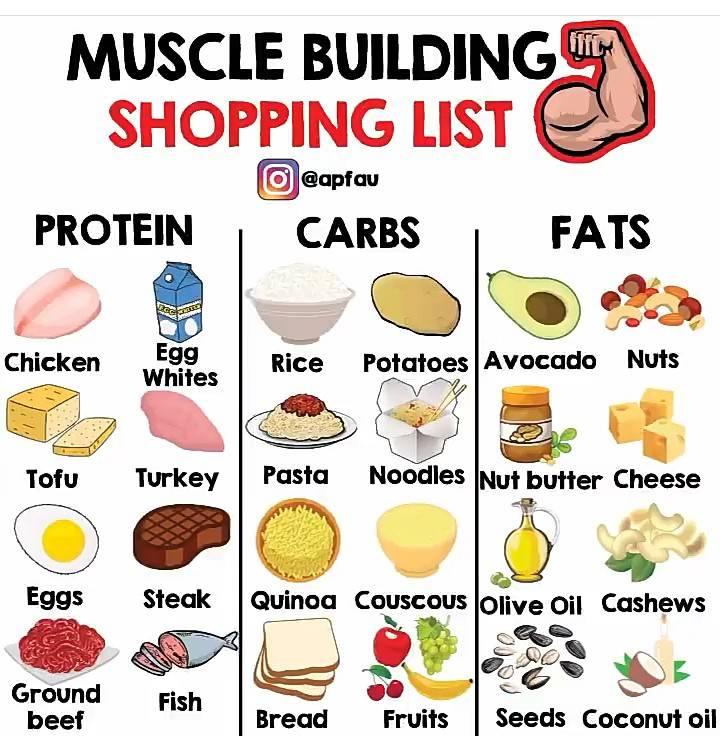 MUSCLE BUILDING
SHOPPING LIST
@apfau
PROTEIN
Chicken
Egg
Whites
Tofu
Turkey
Eggs
Steak
Ground
beef
Fish
CARBS
Rice
Potatoes
Pasta
Noodles
Quinoa
Couscous
Bread
Fruits
FATS
Avocado
Nuts
Nut butter
Cheese
Olive Oil
Cashews
Seeds
Coconut oil